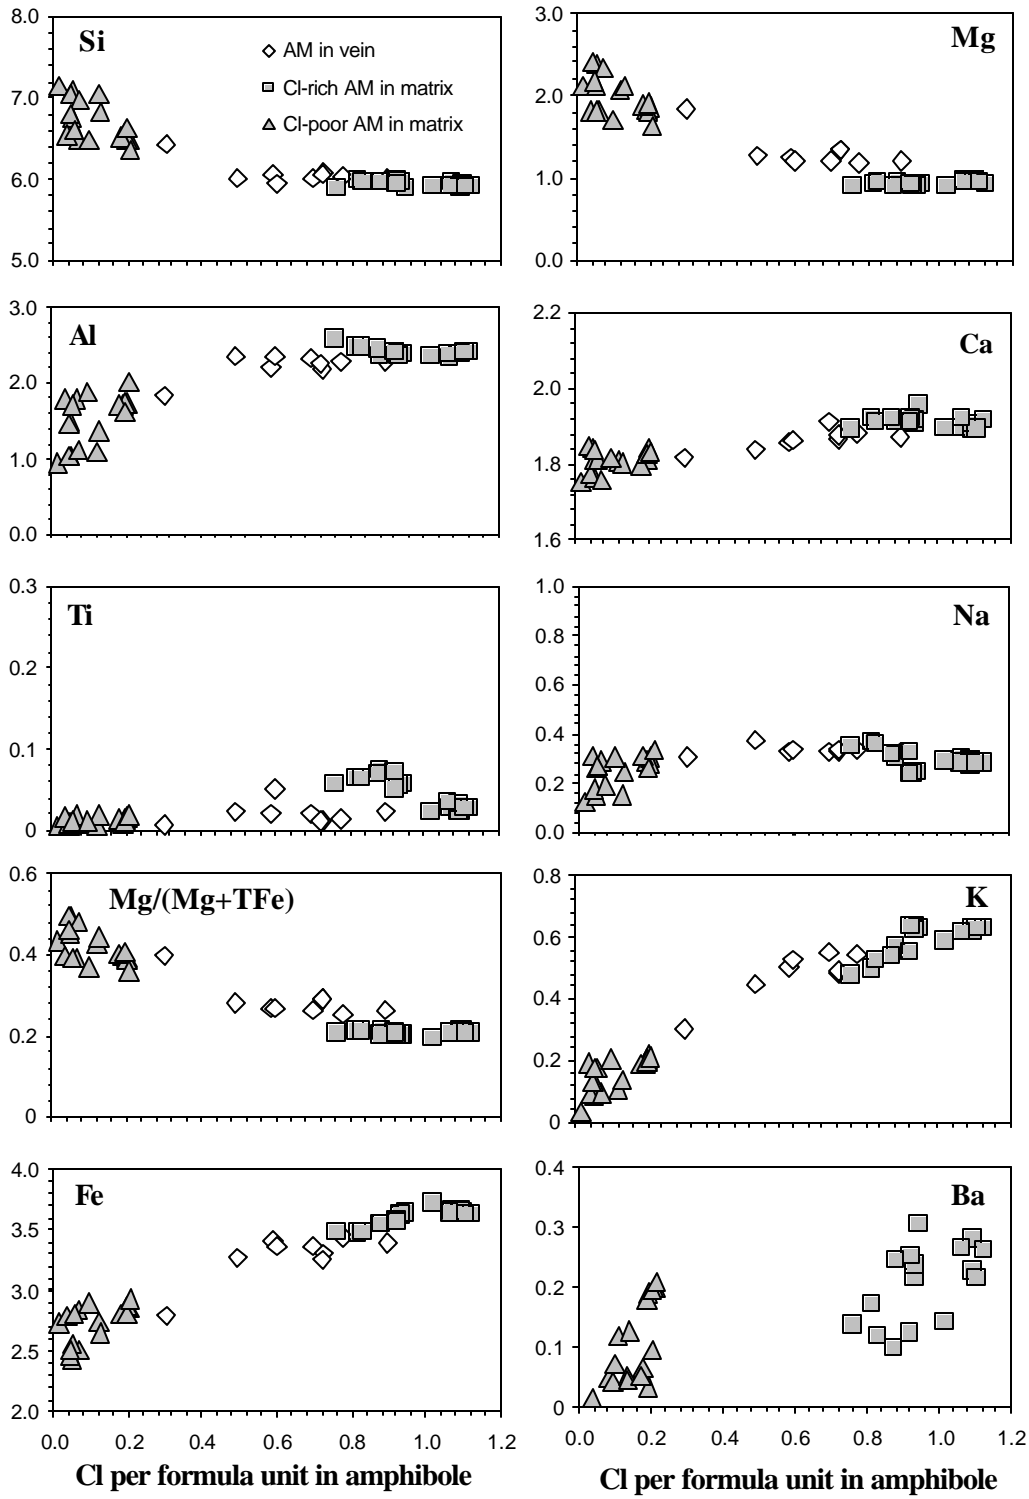 Si
AM in vein
Cl-rich AM in matrix
Cl-poor AM in matrix
8.0
7.0
6.0
5.0
Mg
3.0
2.0
1.0
0.0
Al
3.0
2.0
1.0
0.0
Ca
2.2
2.0
1.8
1.6
Ti
0.3
0.2
0.1
0
Na
1.0
0.8
0.6
0.4
0.2
0.0
Mg/(Mg+TFe)
0.6
0.4
0.2
0
K
0.8
0.6
0.4
0.2
0
Fe
4.0
3.5
3.0
2.5
2.0
0.0 0.2 0.4 0.6 0.8 1.0 1.2
Cl per formula unit in amphibole
Ba
0.4
0.3
0.2
0.1
0
0.0 0.2 0.4 0.6 0.8 1.0 1.2
Cl per formula unit in amphibole